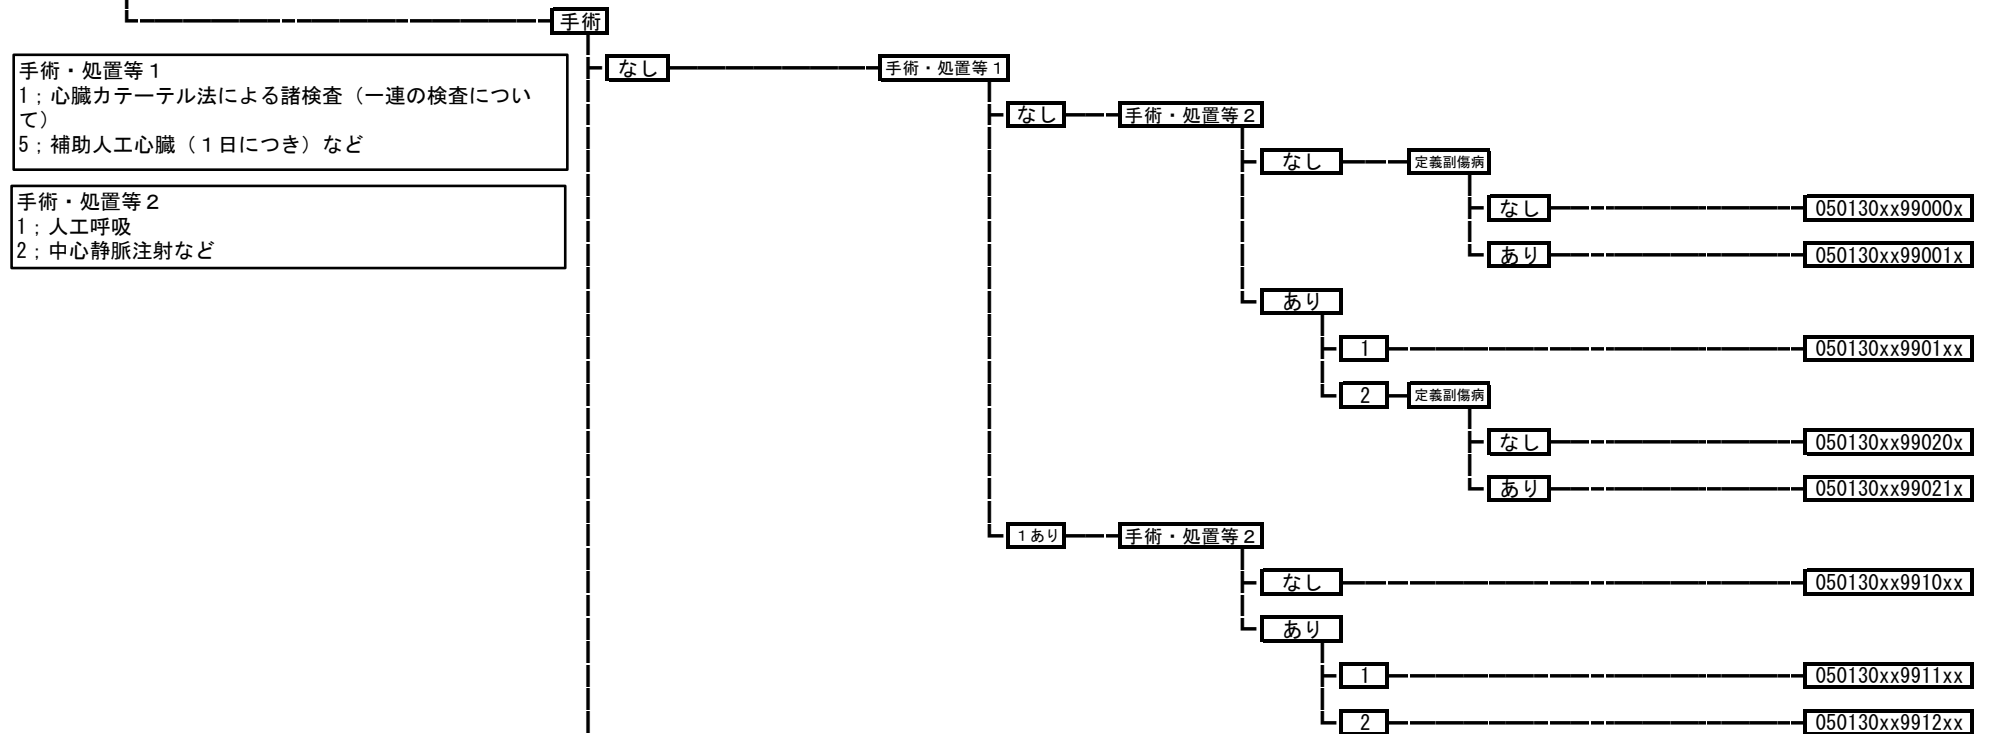 手術
手術・処置等１
1；心臓カテーテル法による諸検査（一連の検査につい
て）
5；補助人工心臓（１日につき）など
手術・処置等２
1；人工呼吸
2；中心静脈注射など
なし
手術・処置等１
なし
手術・処置等２
なし
定義副傷病
なし
050130xx99000x
あり
050130xx99001x
あり
1
050130xx9901xx
2
定義副傷病
なし
050130xx99020x
あり
050130xx99021x
１あり
手術・処置等２
なし
050130xx9910xx
あり
1
050130xx9911xx
2
050130xx9912xx